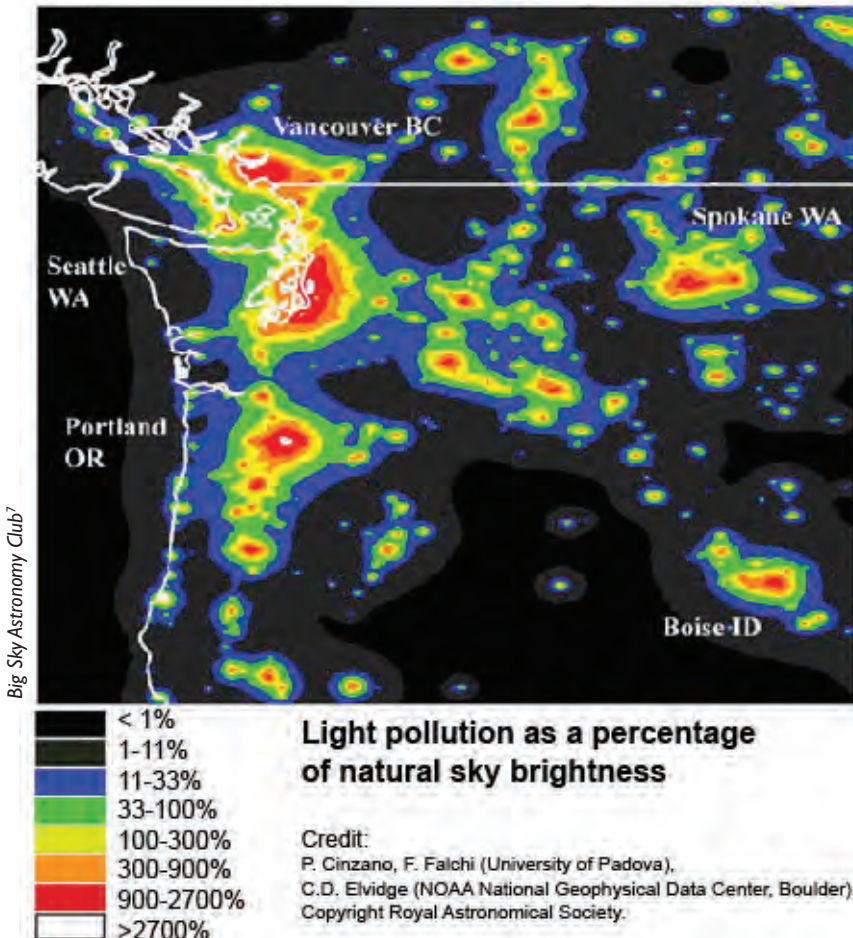 Vancouver BC
Spokane WA
Seattle
WA
Portland
OR
Boise ID
Big Sky Astronomy Club7
< 1%
1-11%
11-33%
33-100%
100-300%
300-900%
900-2700%
>2700%
Light pollution as a percentage
of natural sky brightness
Credit:
P. Cinzano, F. Falchi (University of Padova),
C.D. Elvidge (NOAA National Geophysical Data Center, Boulder)
Copyright Royal Astronomical Society.